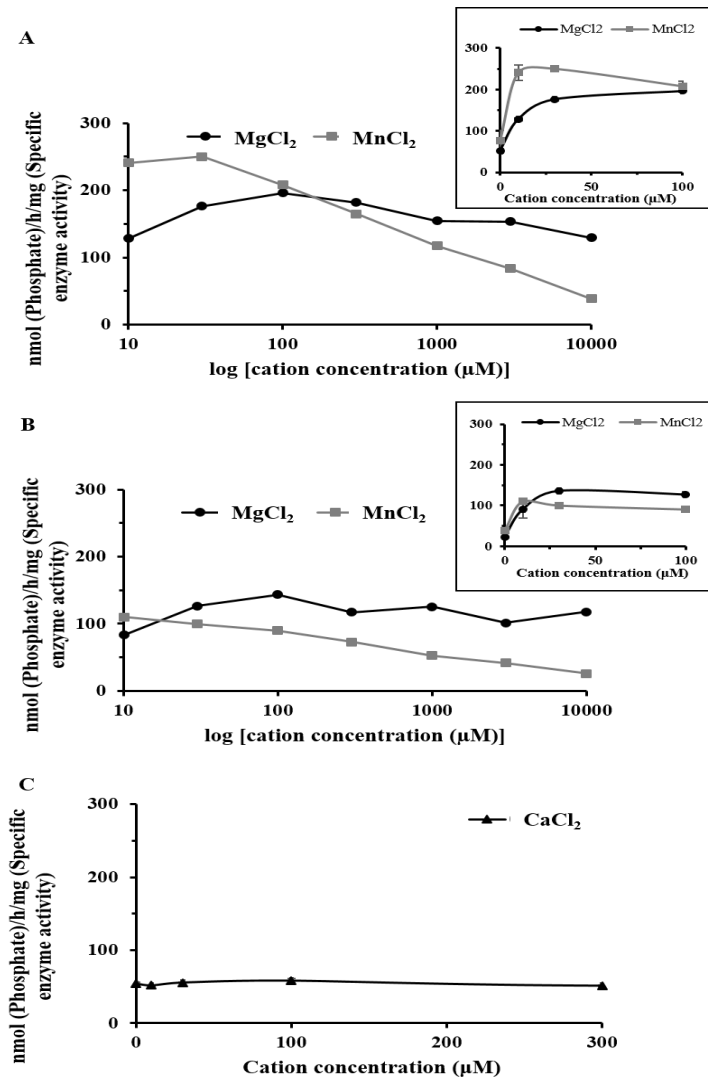 A
MgCl2
MnCl2
300
200
100
0
0
50
100
Cation concentration (µM)
nmol (Phosphate)/h/mg (Specific
enzyme activity)
300
200
100
0
MgCl₂
MnCl₂
10
100
1000
10000
log [cation concentration (µM)]
B
MgCl2
MnCl2
300
200
100
0
0
50
100
Cation concentration (µM)
nmol (Phosphate)/h/mg (Specific
enzyme activity)
300
200
100
0
MgCl₂
MnCl₂
10
100
1000
10000
log [cation concentration (µM)]
C
nmol (Phosphate)/h/mg (Specific
enzyme activity)
300
200
100
0
CaCl₂
0
100
200
300
Cation concentration (µM)